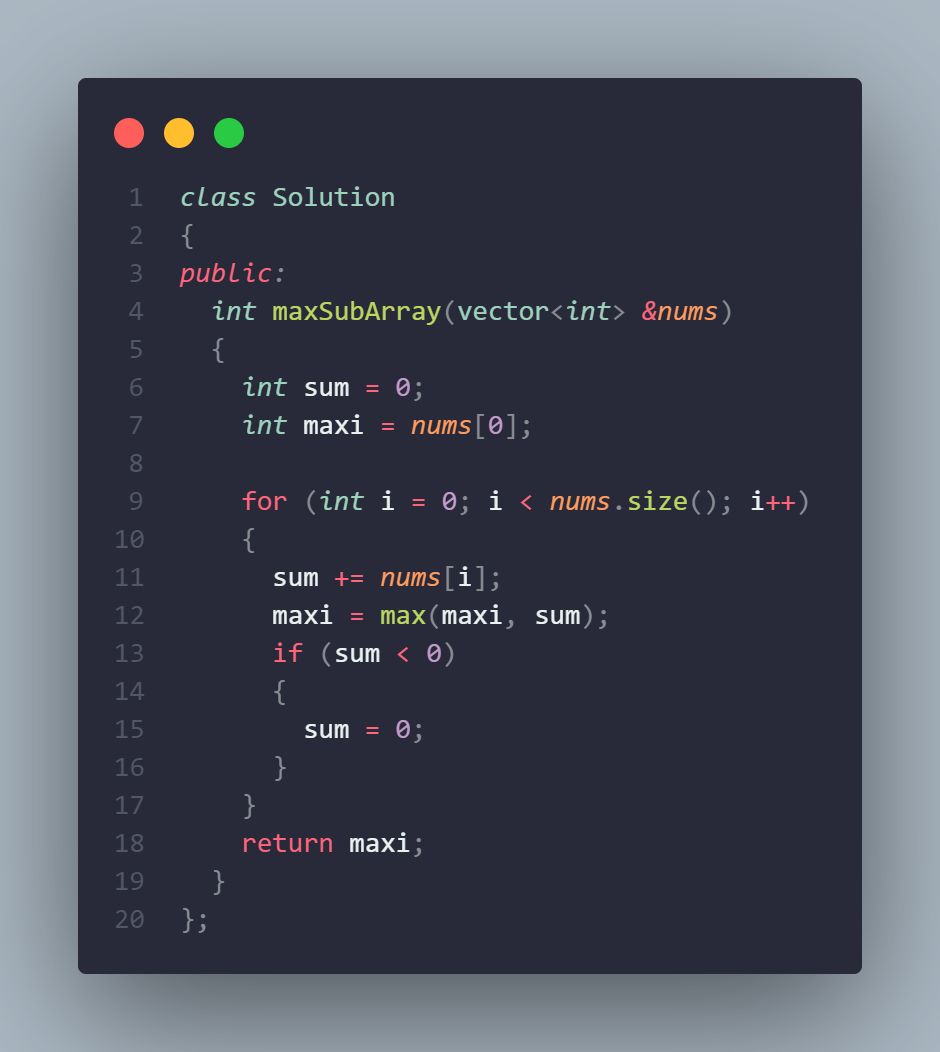 1 class Solution
2 {
3 public:
4   int maxSubArray(vector<int> &nums)
5   {
6     int sum = 0;
7     int maxi = nums[0];
8
9     for (int i = 0; i < nums.size(); i++)
10     {
11       sum += nums[i];
12       maxi = max(maxi, sum);
13       if (sum < 0)
14       {
15         sum = 0;
16       }
17     }
18     return maxi;
19   }
20 };